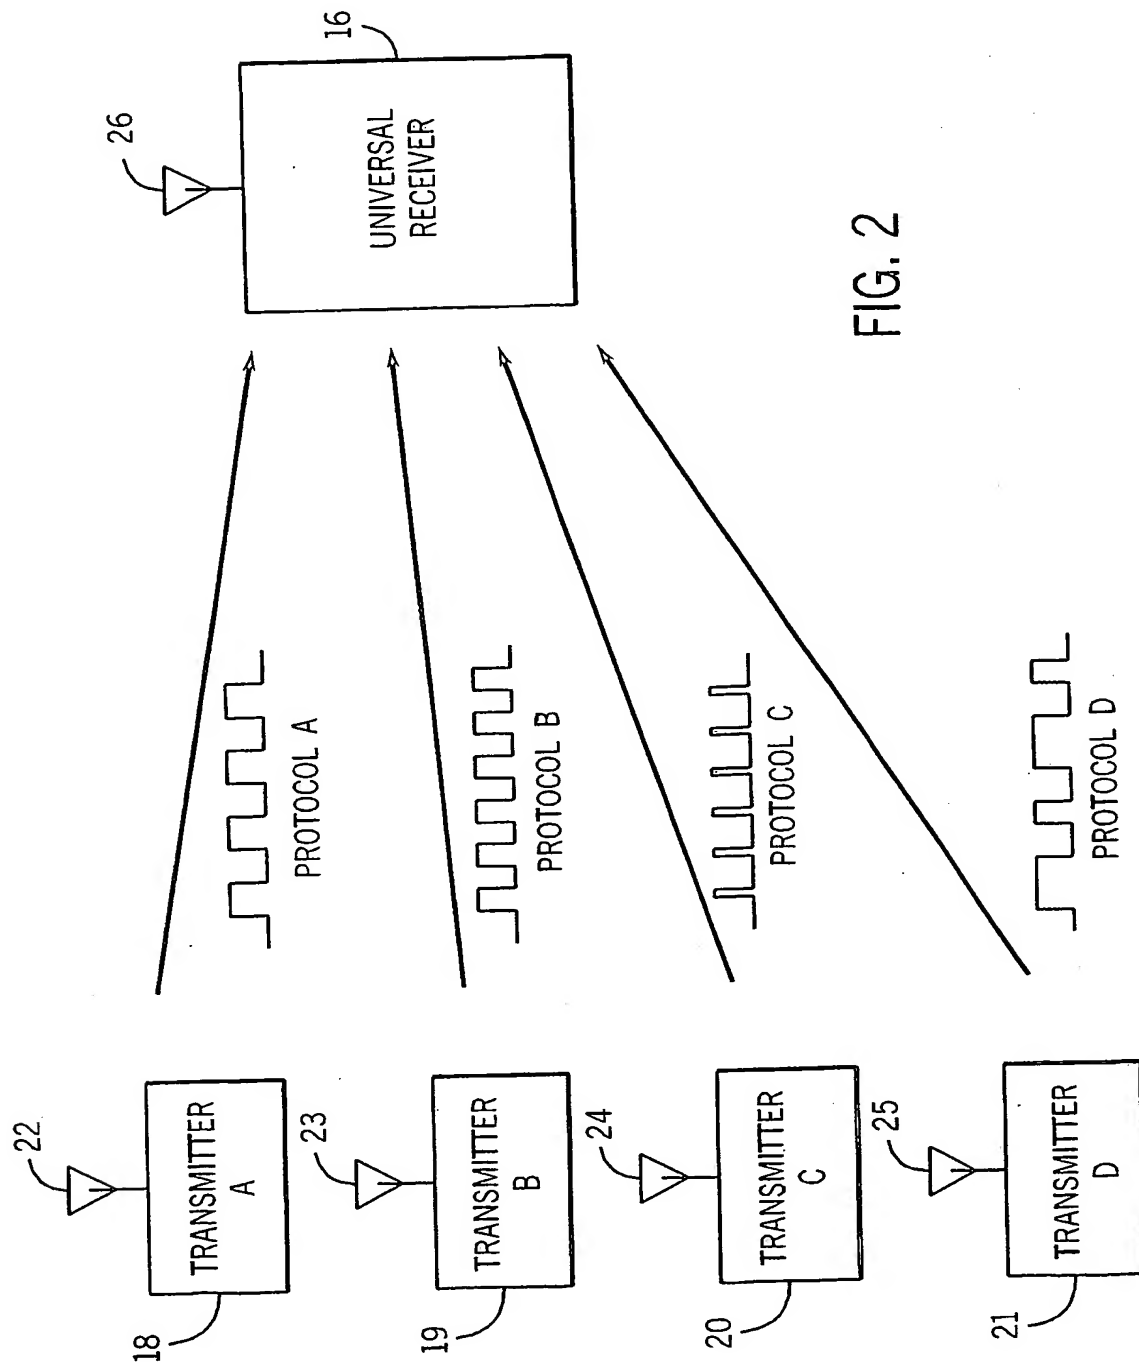 22
TRANSMITTER
A
18
23
TRANSMITTER
B
19
24
TRANSMITTER
C
20
25
TRANSMITTER
D
21
PROTOCOL A
PROTOCOL B
PROTOCOL C
PROTOCOL D
26
16
UNIVERSAL
RECEIVER
FIG. 2